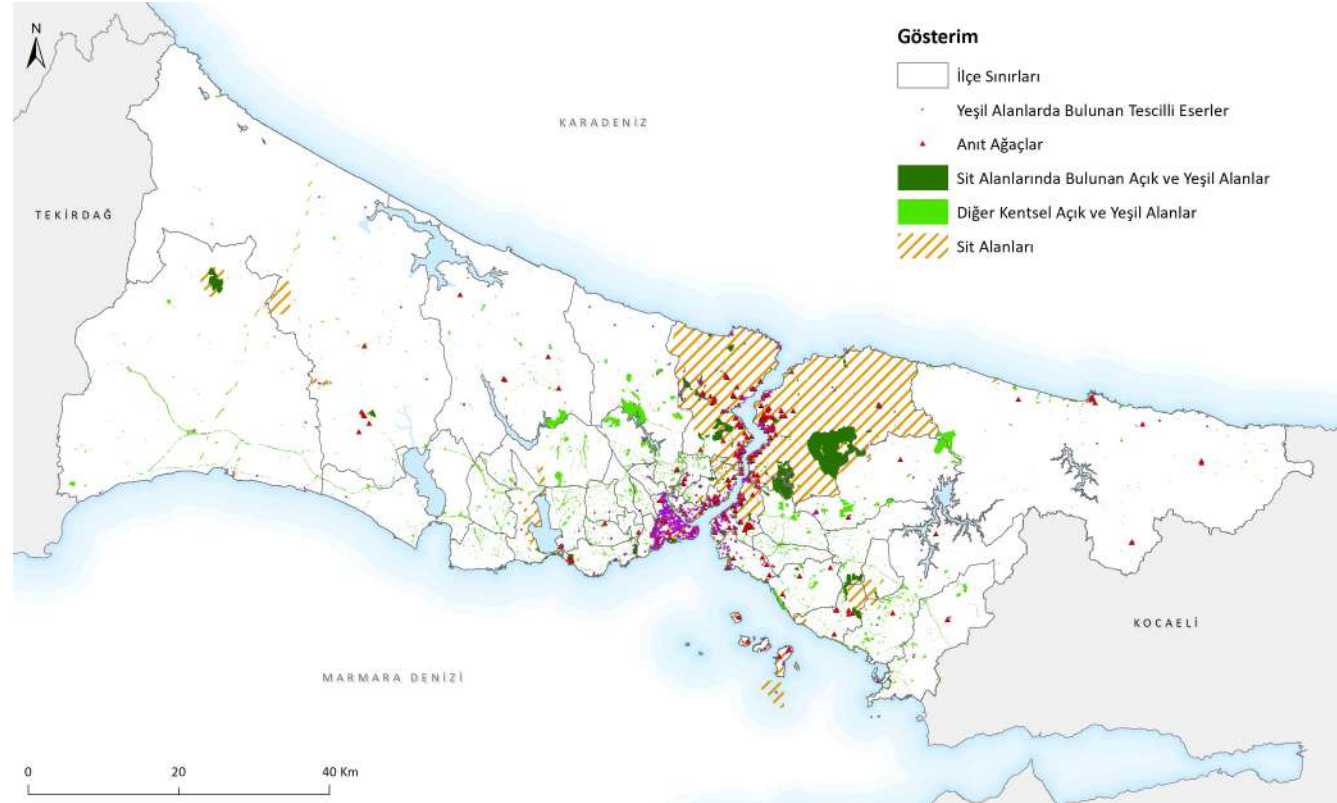 N
Gösterim
İlçe Sınırları
Yeşil Alanlarda Bulunan Tescilli Eserler
Anıt Ağaçlar
Sit Alanlarında Bulunan Açık ve Yeşil Alanlar
Diğer Kentsel Açık ve Yeşil Alanlar
Sit Alanları
KARADENİZ
TEKİRDAĞ
KOCAELİ
MARMARA DENİZİ
0 20 40 Km